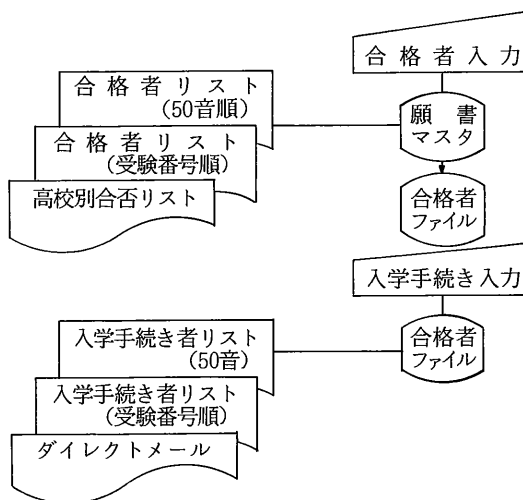 合格者入力
合格者リスト
(50音順)
願書
マスタ
合格者リスト
(受験番号順)
高校別合否リスト
合格者
ファイル
入学手続き入力
入学手続き者リスト
(50音)
合格者
ファイル
入学手続き者リスト
(受験番号順)
ダイレクトメール